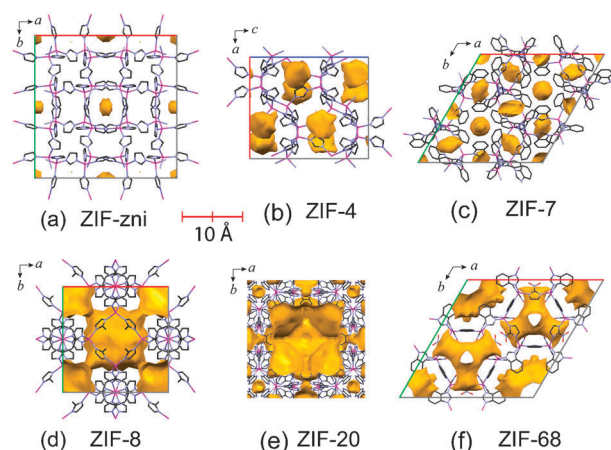 a
b
c
a
a
b
(a) ZIF-zni
10 Å
(b) ZIF-4
(c) ZIF-7
a
b
a
b
a
b
(d) ZIF-8
(e) ZIF-20
(f) ZIF-68